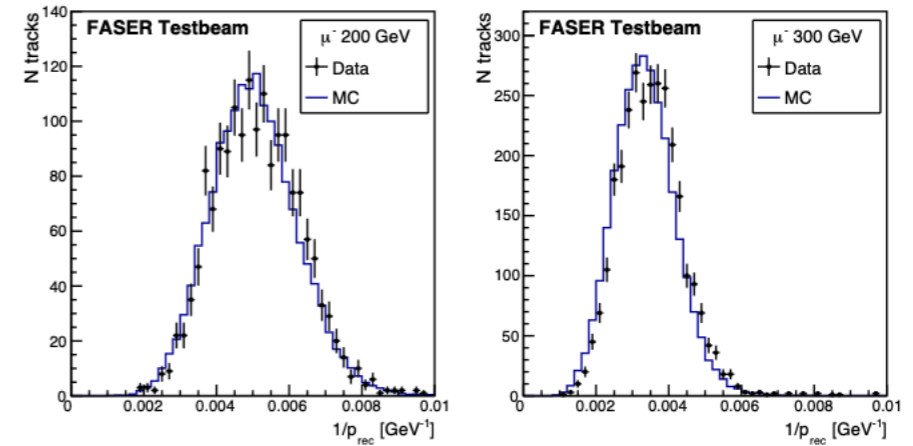 FASER Testbeam
μ⁻ 200 GeV
Data
MC
N tracks
140
120
100
80
60
40
20
0
0 0.002 0.004 0.006 0.008 0.01
1/p_rec [GeV⁻¹]
FASER Testbeam
μ⁻ 300 GeV
Data
MC
N tracks
300
250
200
150
100
50
0
0 0.002 0.004 0.006 0.008 0.01
1/p_rec [GeV⁻¹]